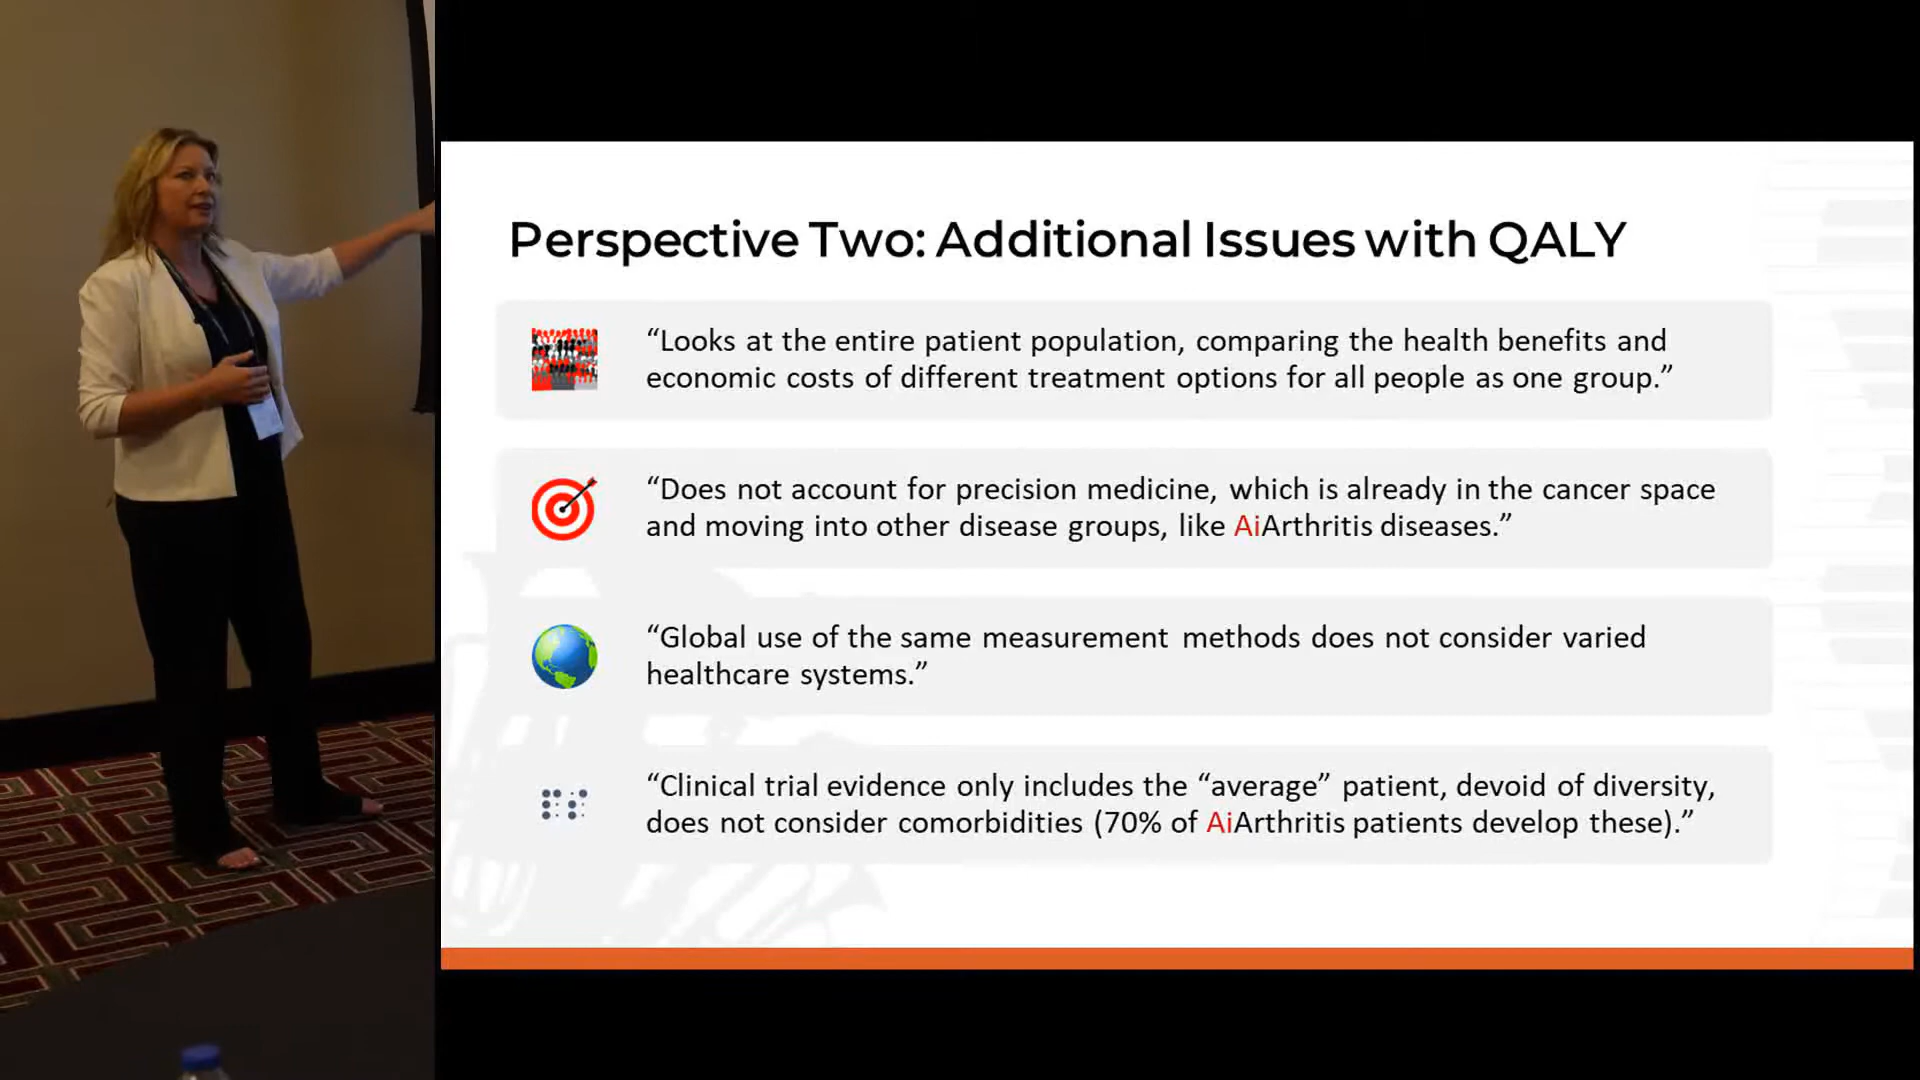 Perspective Two: Additional Issues with QALY
“Looks at the entire patient population, comparing the health benefits and
economic costs of different treatment options for all people as one group.”
“Does not account for precision medicine, which is already in the cancer space
and moving into other disease groups, like AiArthritis diseases.”
“Global use of the same measurement methods does not consider varied
healthcare systems.”
“Clinical trial evidence only includes the “average” patient, devoid of diversity,
does not consider comorbidities (70% of AiArthritis patients develop these).”